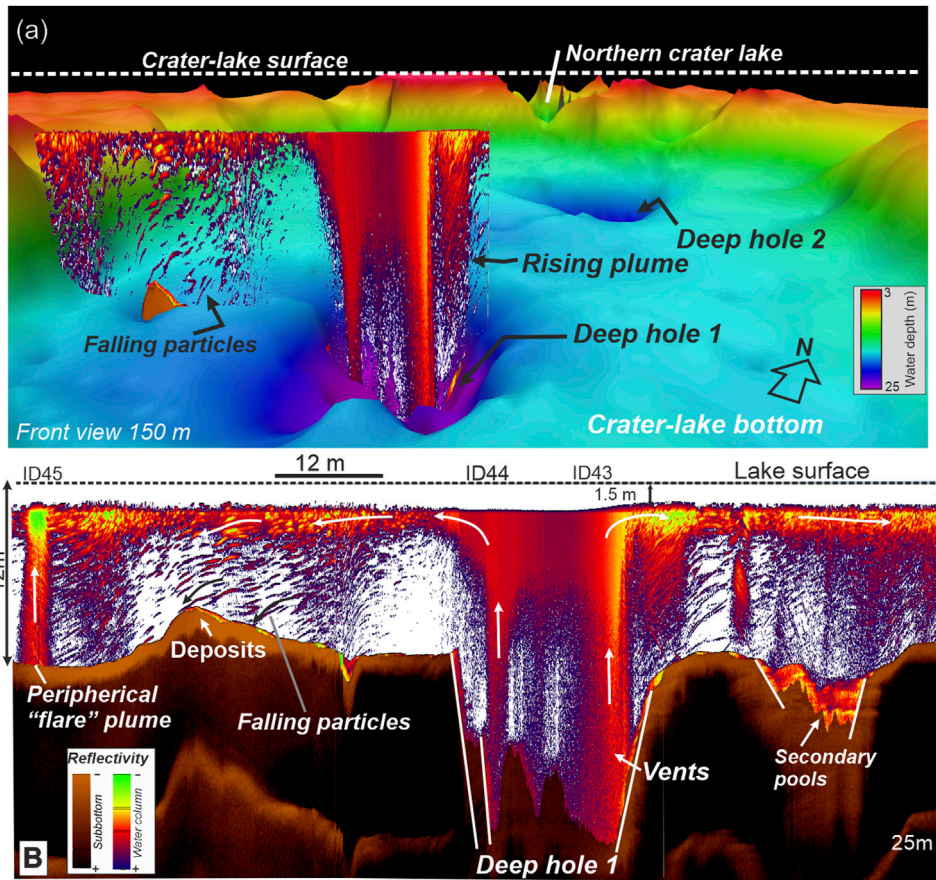 (a)
Crater-lake surface
Northern crater lake
Deep hole 2
Rising plume
Falling particles
Deep hole 1
3
Water depth (m)
25
N
Front view 150 m
Crater-lake bottom
ID45
12 m
ID44
ID43
Lake surface
1.5 m
12m
Deposits
Peripherical
"flare" plume
Falling particles
Vents
Secondary
pools
Reflectivity
-
-
Subbottom
Water column
+
+
B
Deep hole 1
25m